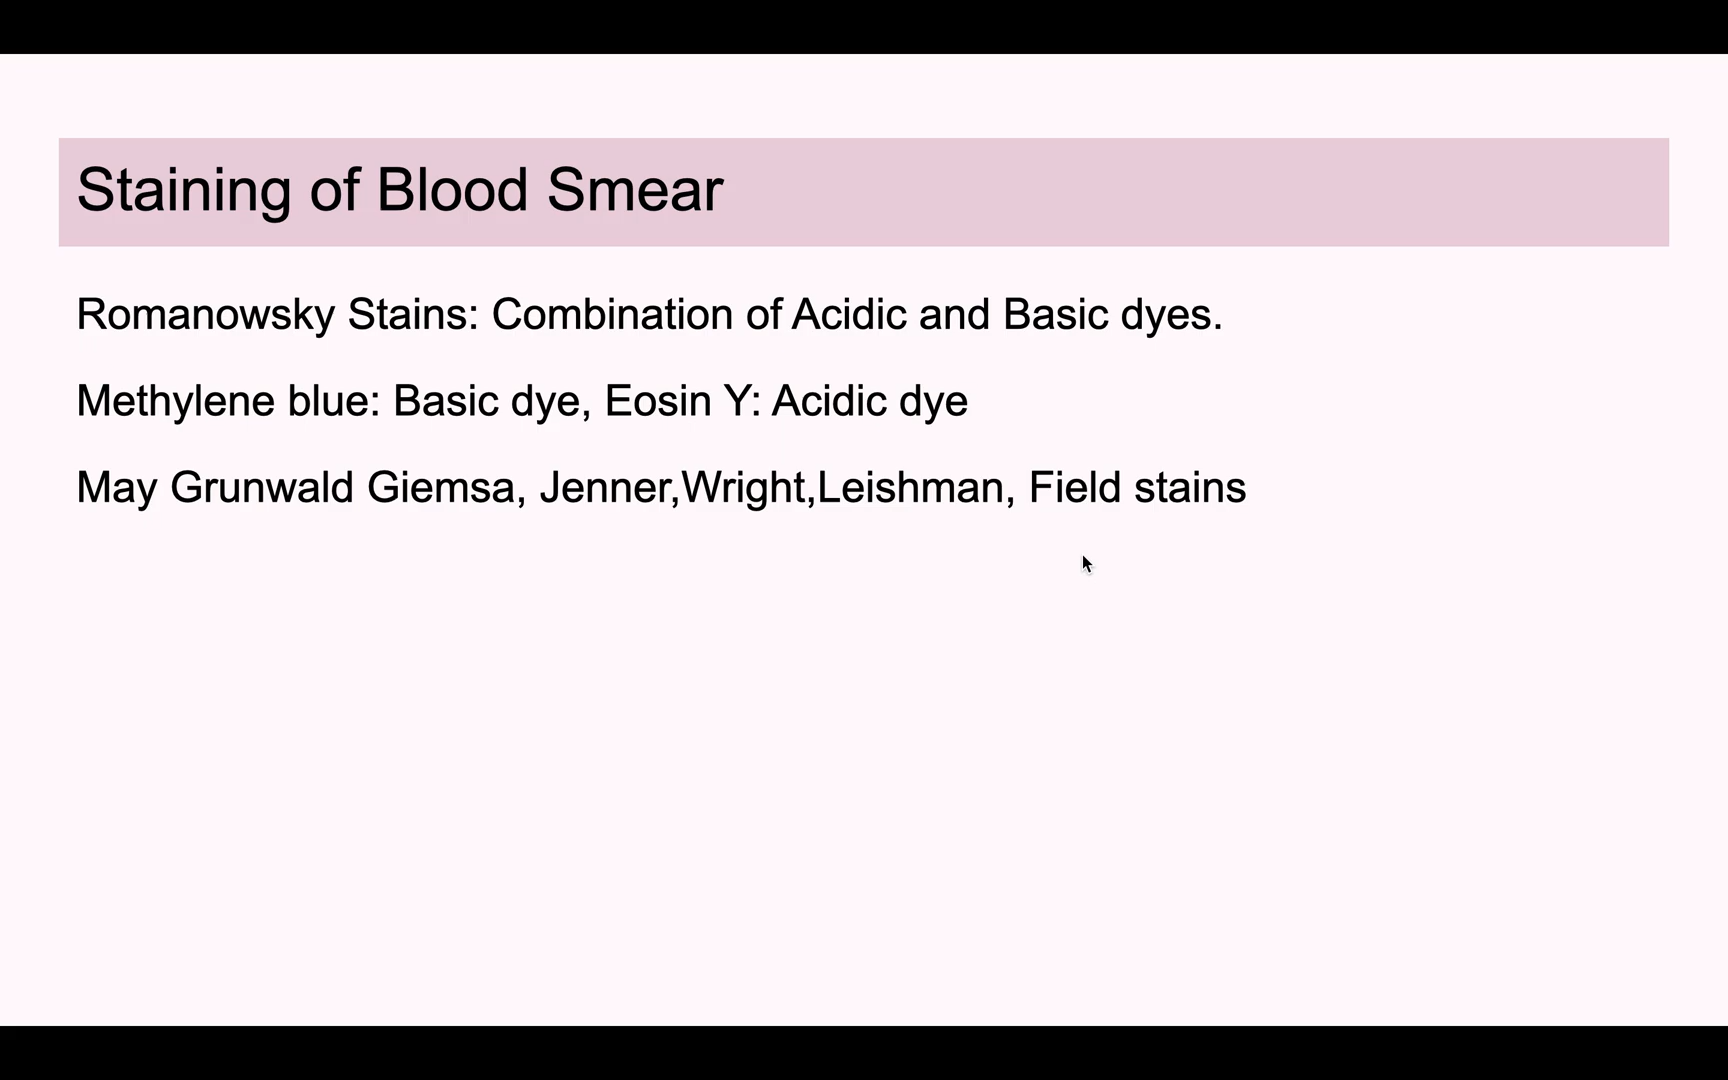 Staining of Blood Smear
Romanowsky Stains: Combination of Acidic and Basic dyes.
Methylene blue: Basic dye, Eosin Y: Acidic dye
May Grunwald Giemsa, Jenner,Wright,Leishman, Field stains